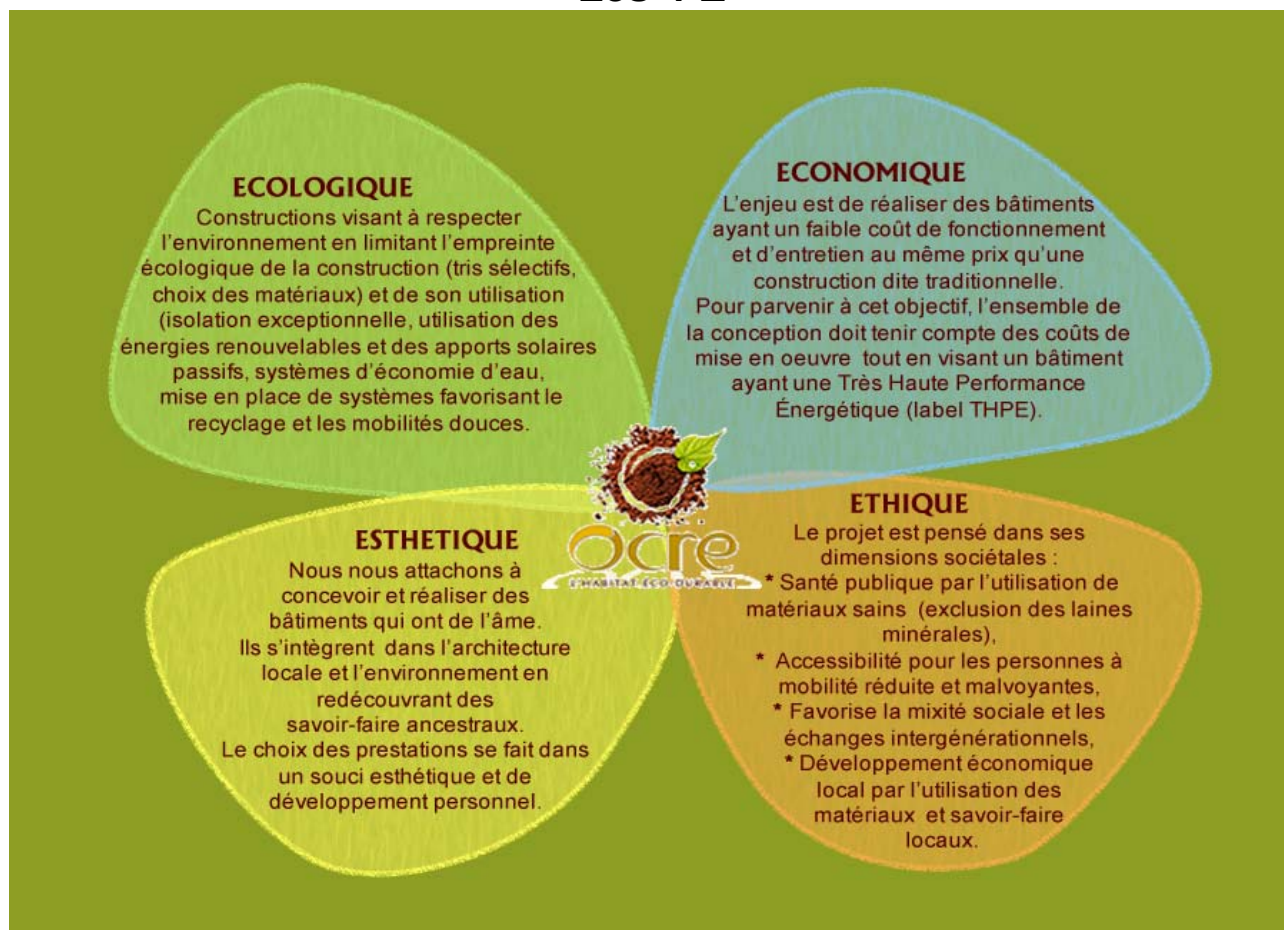 ECOLOGIQUE
Constructions visant à respecter
l'environnement en limitant l'empreinte
écologique de la construction (tris sélectifs,
choix des matériaux) et de son utilisation
(isolation exceptionnelle, utilisation des
énergies renouvelables et des apports solaires
passifs, systèmes d'économie d'eau,
mise en place de systèmes favorisant le
recyclage et les mobilités douces.
ECONOMIQUE
L'enjeu est de réaliser des bâtiments
ayant un faible coût de fonctionnement
et d'entretien au même prix qu'une
construction dite traditionnelle.
Pour parvenir à cet objectif, l'ensemble de
la conception doit tenir compte des coûts de
mise en oeuvre tout en visant un bâtiment
ayant une Très Haute Performance
Énergétique (label THPE).
Ocre
L'HABITAT ÉCO-DURABLE
ESTHETIQUE
Nous nous attachons à
concevoir et réaliser des
bâtiments qui ont de l'âme.
Ils s'intègrent dans l'architecture
locale et l'environnement en
redécouvrant des
savoir-faire ancestraux.
Le choix des prestations se fait dans
un souci esthétique et de
développement personnel.
ETHIQUE
Le projet est pensé dans ses
dimensions sociétales :
* Santé publique par l'utilisation de
matériaux sains (exclusion des laines
minérales),
* Accessibilité pour les personnes à
mobilité réduite et malvoyantes,
* Favorise la mixité sociale et les
échanges intergénérationnels,
* Développement économique
local par l'utilisation des
matériaux et savoir-faire
locaux.